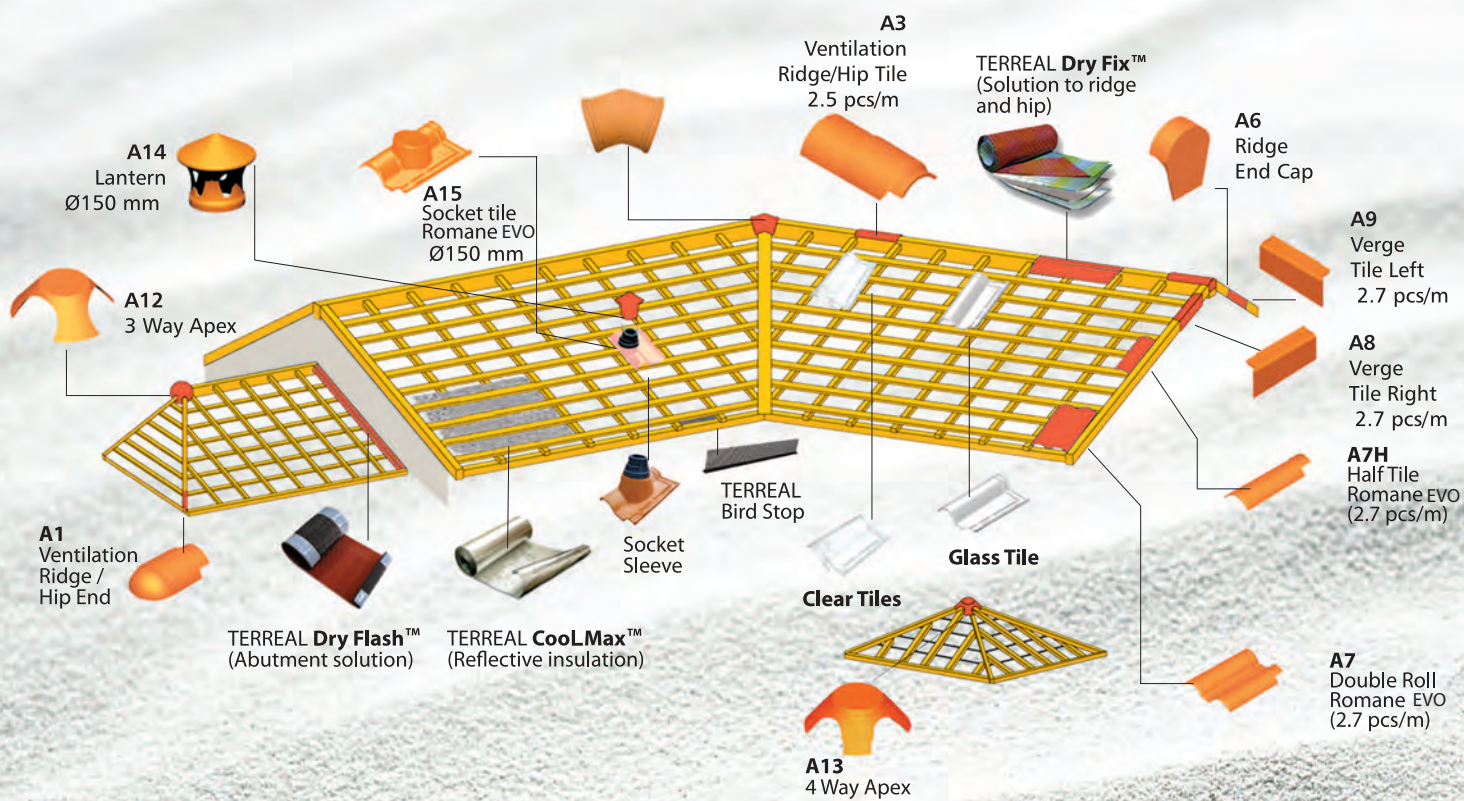 A3
Ventilation
Ridge/Hip Tile
2.5 pcs/m
TERREAL Dry Fix™
(Solution to ridge
and hip)
A6
Ridge
End Cap
A14
Lantern
Ø150 mm
A15
Socket tile
Romane EVO
Ø150 mm
A9
Verge
Tile Left
2.7 pcs/m
A12
3 Way Apex
A8
Verge
Tile Right
2.7 pcs/m
A7H
Half Tile
Romane EVO
(2.7 pcs/m)
A1
Ventilation
Ridge /
Hip End
TERREAL Dry Flash™
(Abutment solution)
TERREAL CooLMax™
(Reflective insulation)
Socket
Sleeve
TERREAL
Bird Stop
Clear Tiles
Glass Tile
A7
Double Roll
Romane EVO
(2.7 pcs/m)
A13
4 Way Apex